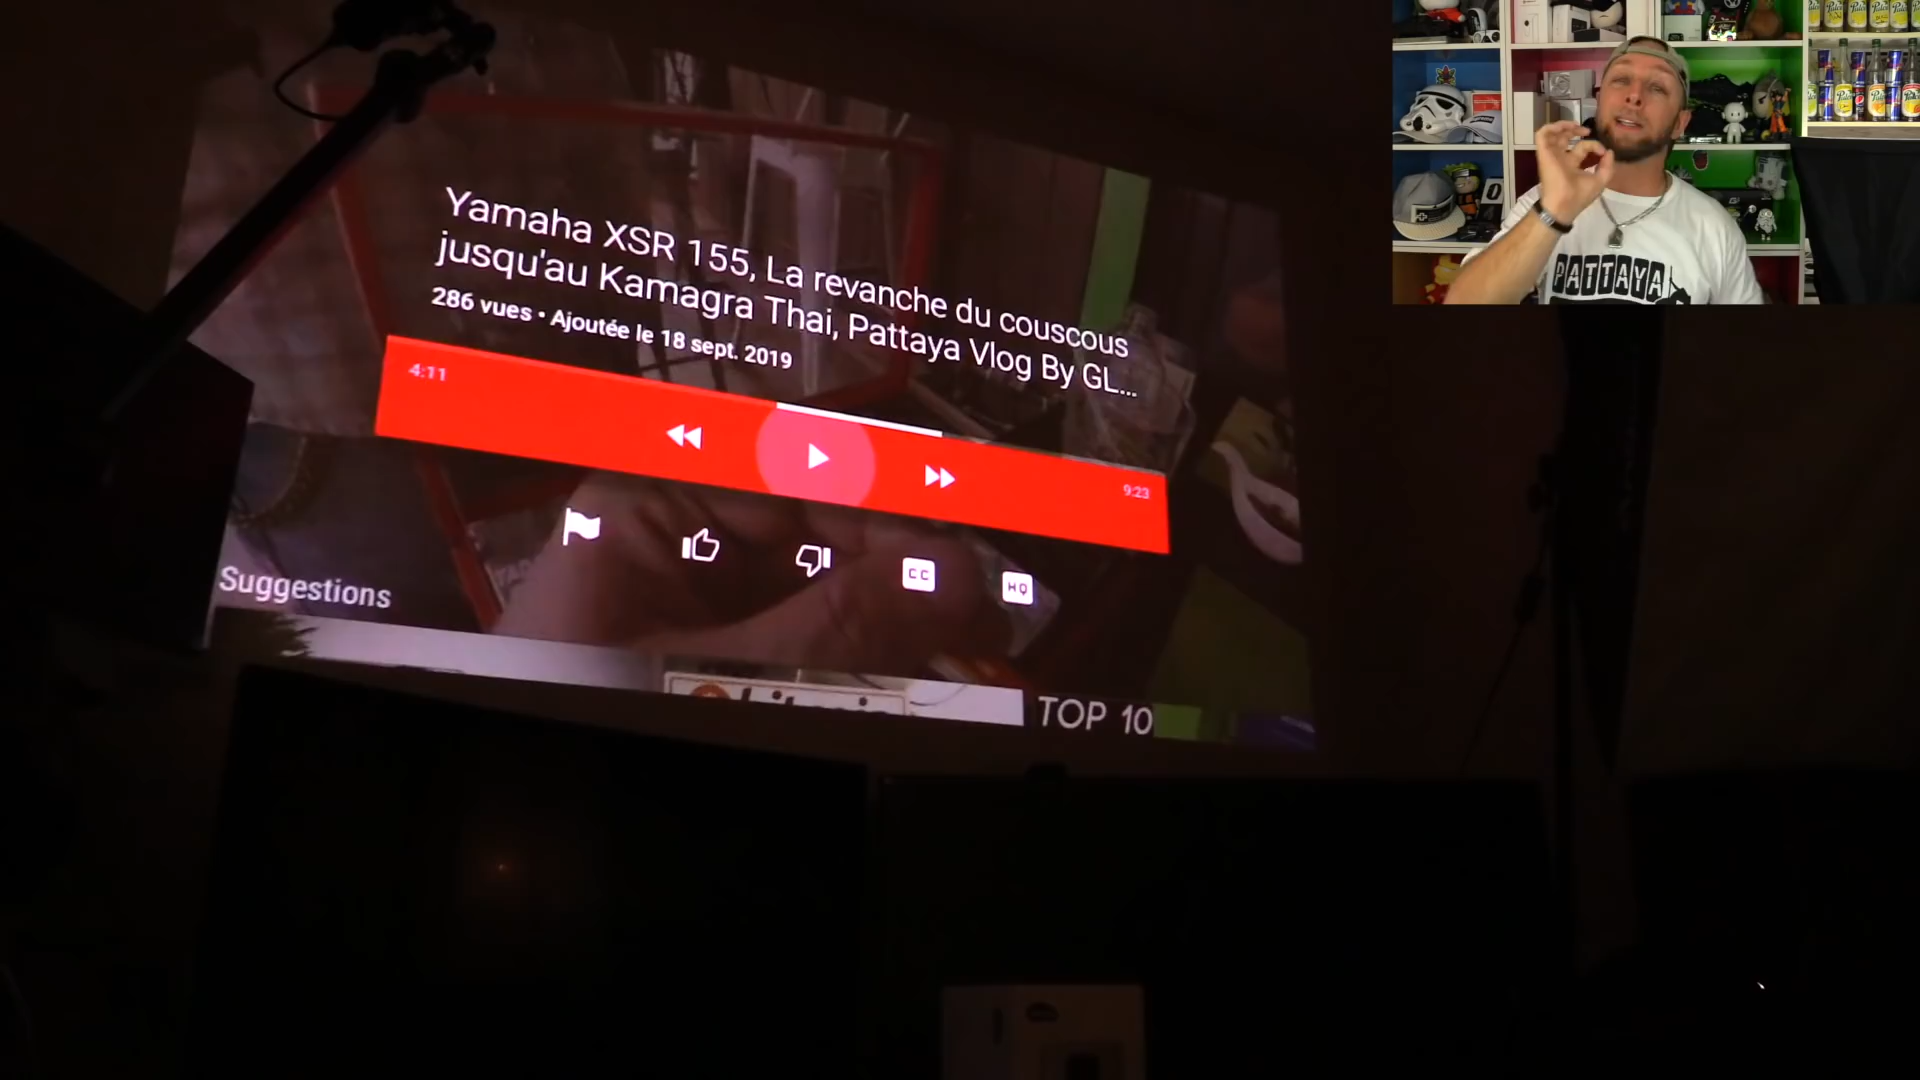 Yamaha XSR 155, La revanche du couscous
jusqu'au Kamagra Thai, Pattaya Vlog By GL...
286 vues • Ajoutée le 18 sept. 2019
4:11
9:23
CC
HQ
Suggestions
TOP 10
PATTAYA